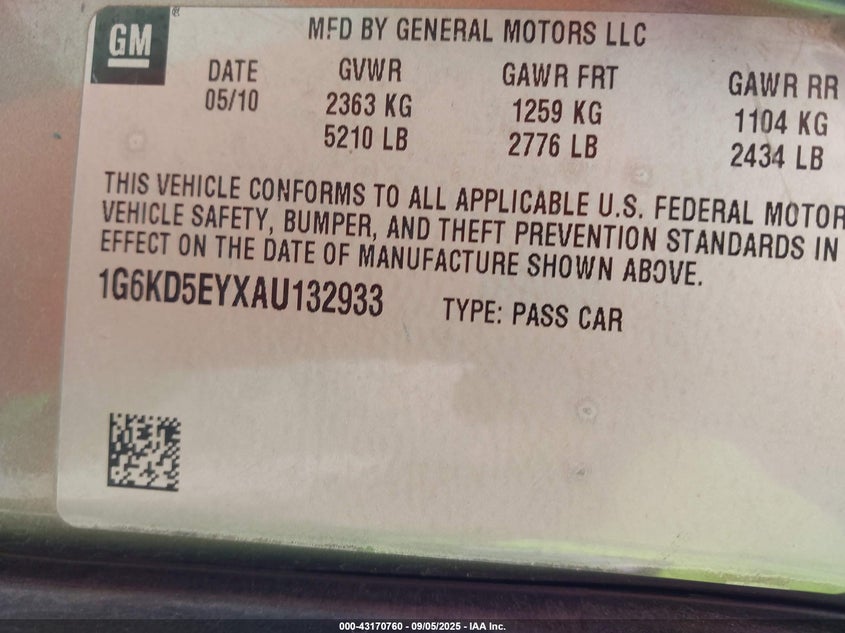 GM
MFD BY GENERAL MOTORS LLC
DATE GVWR GAWR FRT GAWR RR
05/10 2363 KG 1259 KG 1104 KG
5210 LB 2776 LB 2434 LB
THIS VEHICLE CONFORMS TO ALL APPLICABLE U.S. FEDERAL MOTOR
VEHICLE SAFETY, BUMPER, AND THEFT PREVENTION STANDARDS IN
EFFECT ON THE DATE OF MANUFACTURE SHOWN ABOVE.
1G6KD5EYXAU132933 TYPE: PASS CAR
000-43170760 - 09/05/2025 - IAA Inc.